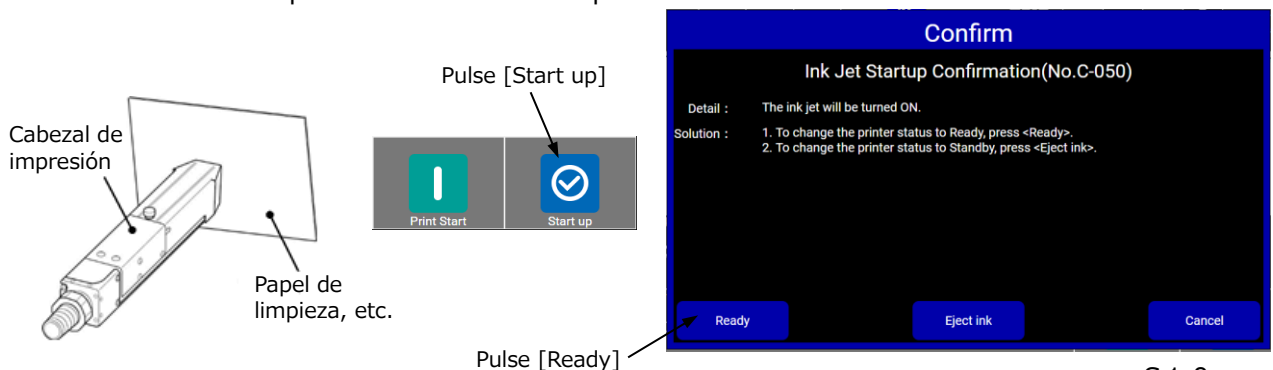 Confirm
Ink Jet Startup Confirmation(No.C-050)
Pulse [Start up]
Detail : The ink jet will be turned ON.
Solution : 1. To change the printer status to Ready, press <Ready>.
2. To change the printer status to Standby, press <Eject ink>.
Cabezal de
impresión
Print Start
Start up
Papel de
limpieza, etc.
Ready
Eject ink
Cancel
Pulse [Ready]